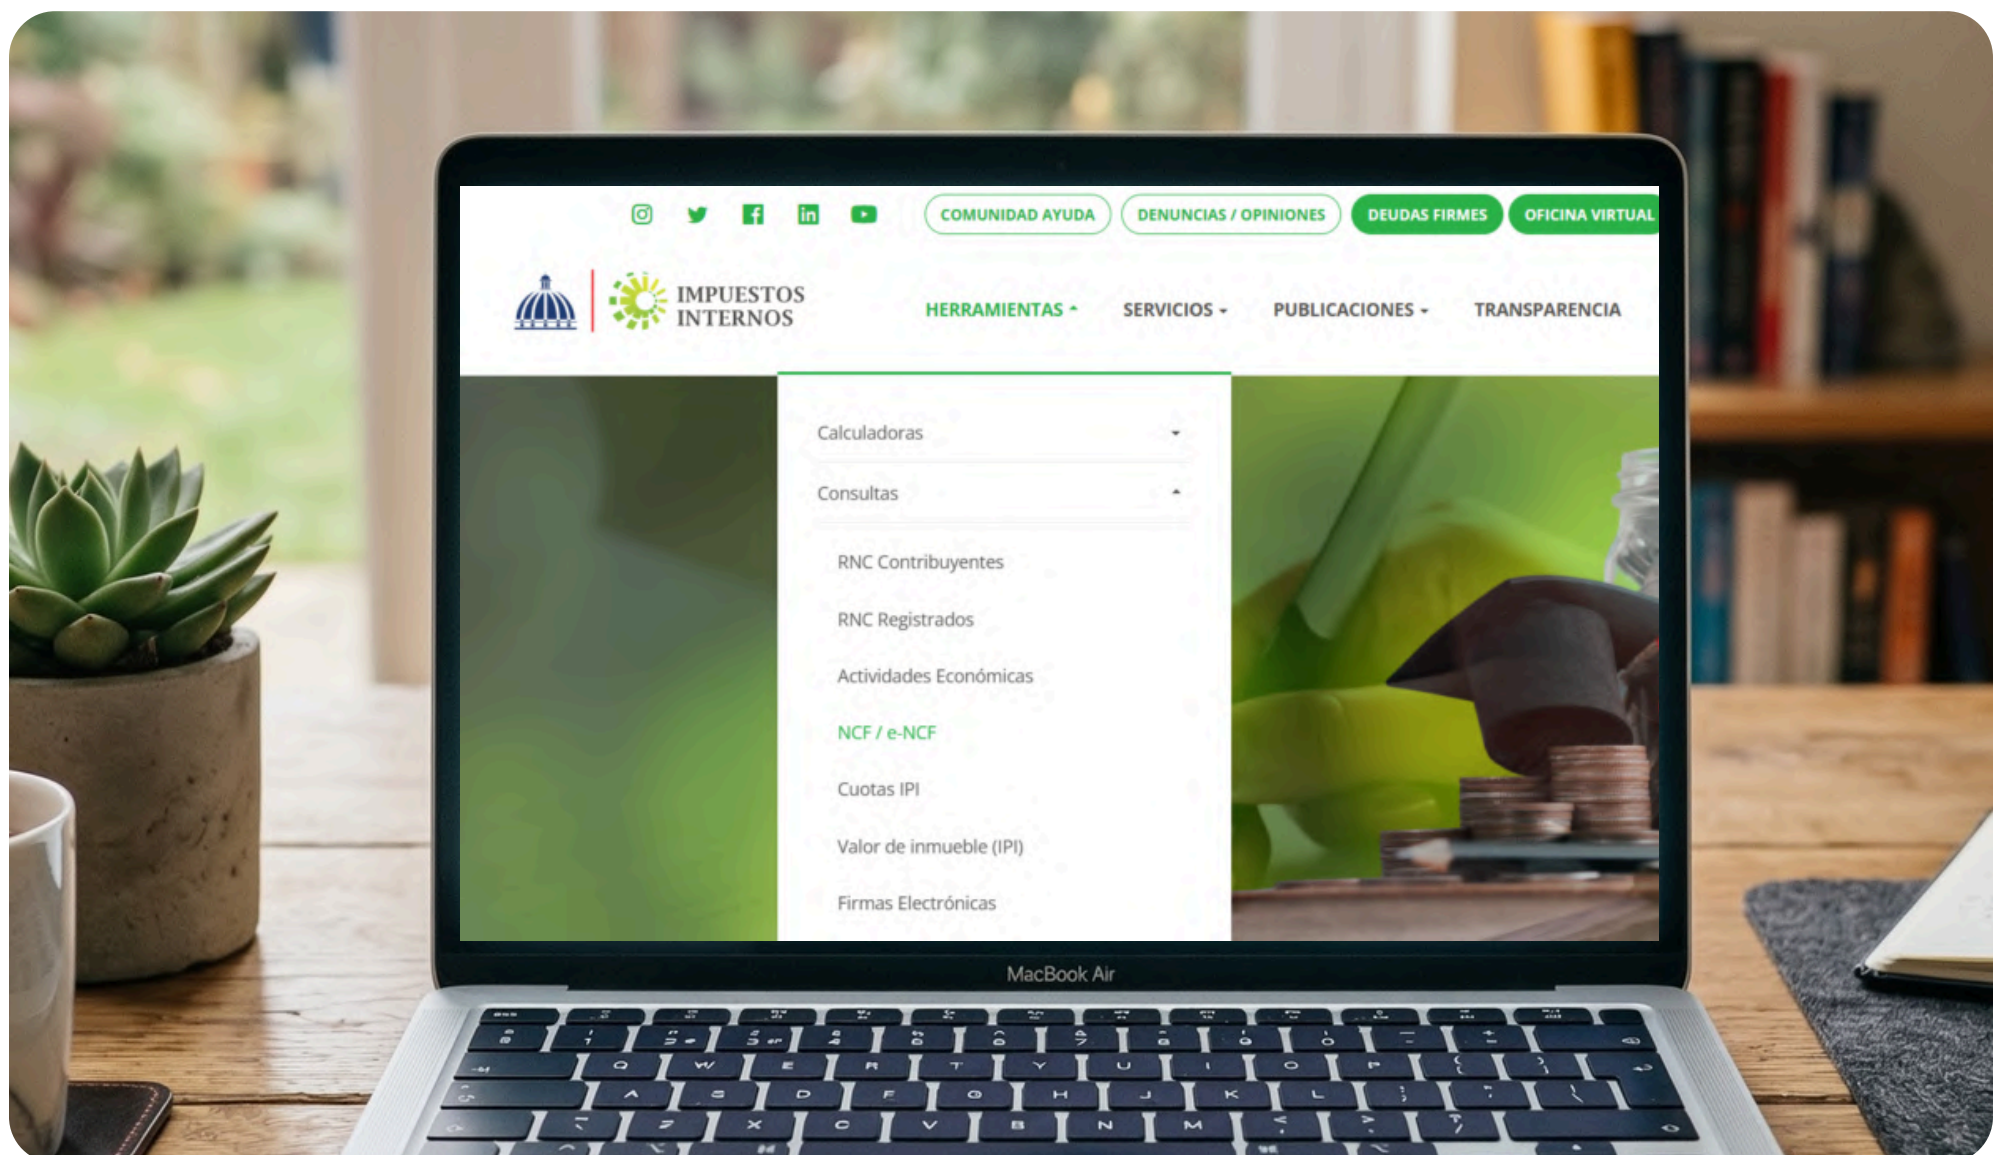 COMUNIDAD AYUDA
DENUNCIAS / OPINIONES
DEUDAS FIRMES
OFICINA VIRTUAL
IMPUESTOS
INTERNOS
HERRAMIENTAS
SERVICIOS
PUBLICACIONES
TRANSPARENCIA
Calculadoras
Consultas
RNC Contribuyentes
RNC Registrados
Actividades Económicas
NCF / e-NCF
Cuotas IPI
Valor de inmueble (IPI)
Firmas Electrónicas
MacBook Air
Q W E R T Y U I O P
A S D F G H J K L
Z X C V B N M